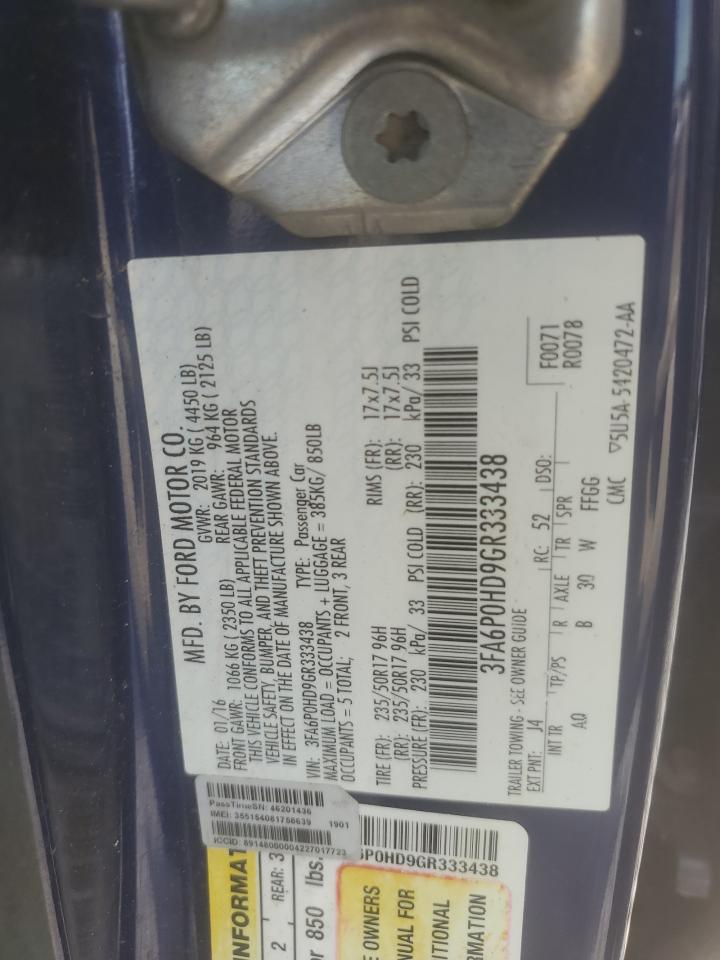 MFD. BY FORD MOTOR CO.
DATE: 01/16 GVWR: 2019 KG ( 4450 LB)
FRONT GAWR: 1066 KG ( 2350 LB) REAR GAWR: 964 KG ( 2125 LB)
THIS VEHICLE CONFORMS TO ALL APPLICABLE FEDERAL MOTOR
VEHICLE SAFETY, BUMPER, AND THEFT PREVENTION STANDARDS
IN EFFECT ON THE DATE OF MANUFACTURE SHOWN ABOVE.
VIN: 3FA6P0HD9GR333438 TYPE: Passenger Car
MAXIMUM LOAD = OCCUPANTS + LUGGAGE = 385KG/ 850LB
OCCUPANTS = 5 TOTAL; 2 FRONT, 3 REAR
TIRE (FR): 235/50R17 96H RIMS (FR): 17x7.5J
(RR): 235/50R17 96H (RR): 17x7.5J
PRESSURE (FR): 230 kPa/ 33 PSI COLD (RR): 230 kPa/ 33 PSI COLD
3FA6P0HD9GR333438
TRAILER TOWING - SEE OWNER GUIDE
EXT PNT: J4 RC: 52 DSO: F0071
R0078
INT TR TP/PS R AXLE TR SPR
AQ B 30 W FFGG
CMC ▽5U5A-5420472-AA
PassTimeSN: 46201436
IMEI: 355154081758639 1901
ICCID: 89148000004227017723
INFORMAT
2 REAR: 3
or 850 lbs.
6P0HD9GR333438
E OWNERS
NUAL FOR
ITIONAL
RMATION